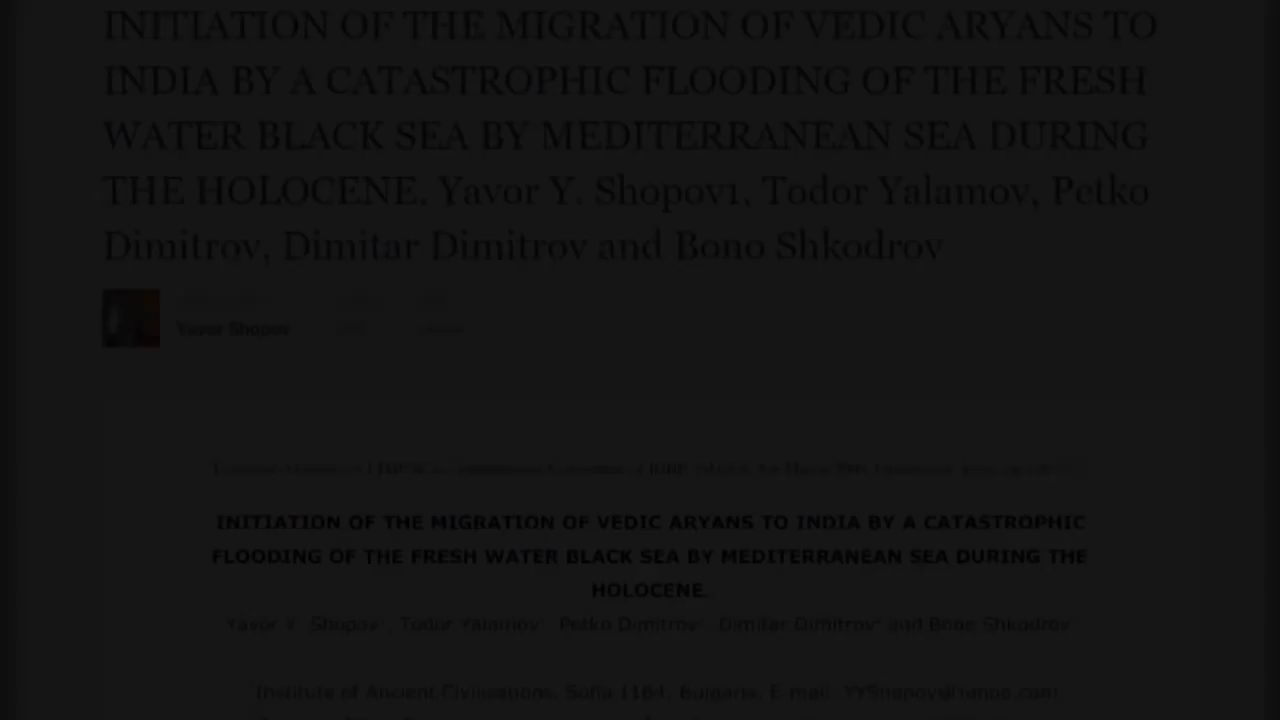 INITIATION OF THE MIGRATION OF VEDIC ARYANS TO
INDIA BY A CATASTROPHIC FLOODING OF THE FRESH
WATER BLACK SEA BY MEDITERRANEAN SEA DURING
THE HOLOCENE. Yavor Y. Shopov1, Todor Yalamov, Petko
Dimitrov, Dimitar Dimitrov and Bono Shkodrov
Yavor Shopov
INITIATION OF THE MIGRATION OF VEDIC ARYANS TO INDIA BY A CATASTROPHIC
FLOODING OF THE FRESH WATER BLACK SEA BY MEDITERRANEAN SEA DURING THE
HOLOCENE.
Yavor Y. Shopov, Todor Yalamov, Petko Dimitrov, Dimitar Dimitrov and Bono Shkodrov
Institute of Ancient Civilizations, Sofia 1164, Bulgaria, E-mail: YYShopov@yahoo.com